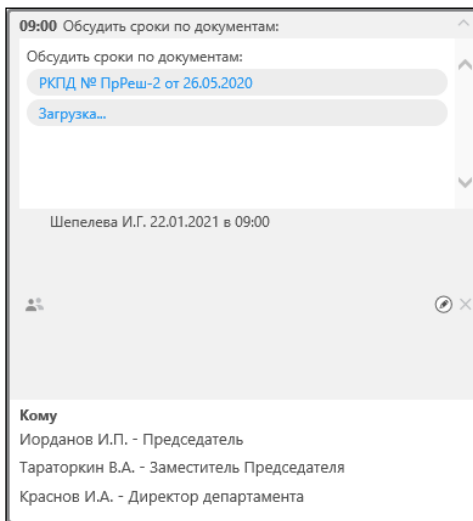 09:00 Обсудить сроки по документам:
Обсудить сроки по документам:
РКПД № ПрРеш-2 от 26.05.2020
Загрузка...
Шепелева И.Г. 22.01.2021 в 09:00
Кому
Иорданов И.П. - Председатель
Тараторкин В.А. - Заместитель Председателя
Краснов И.А. - Директор департамента